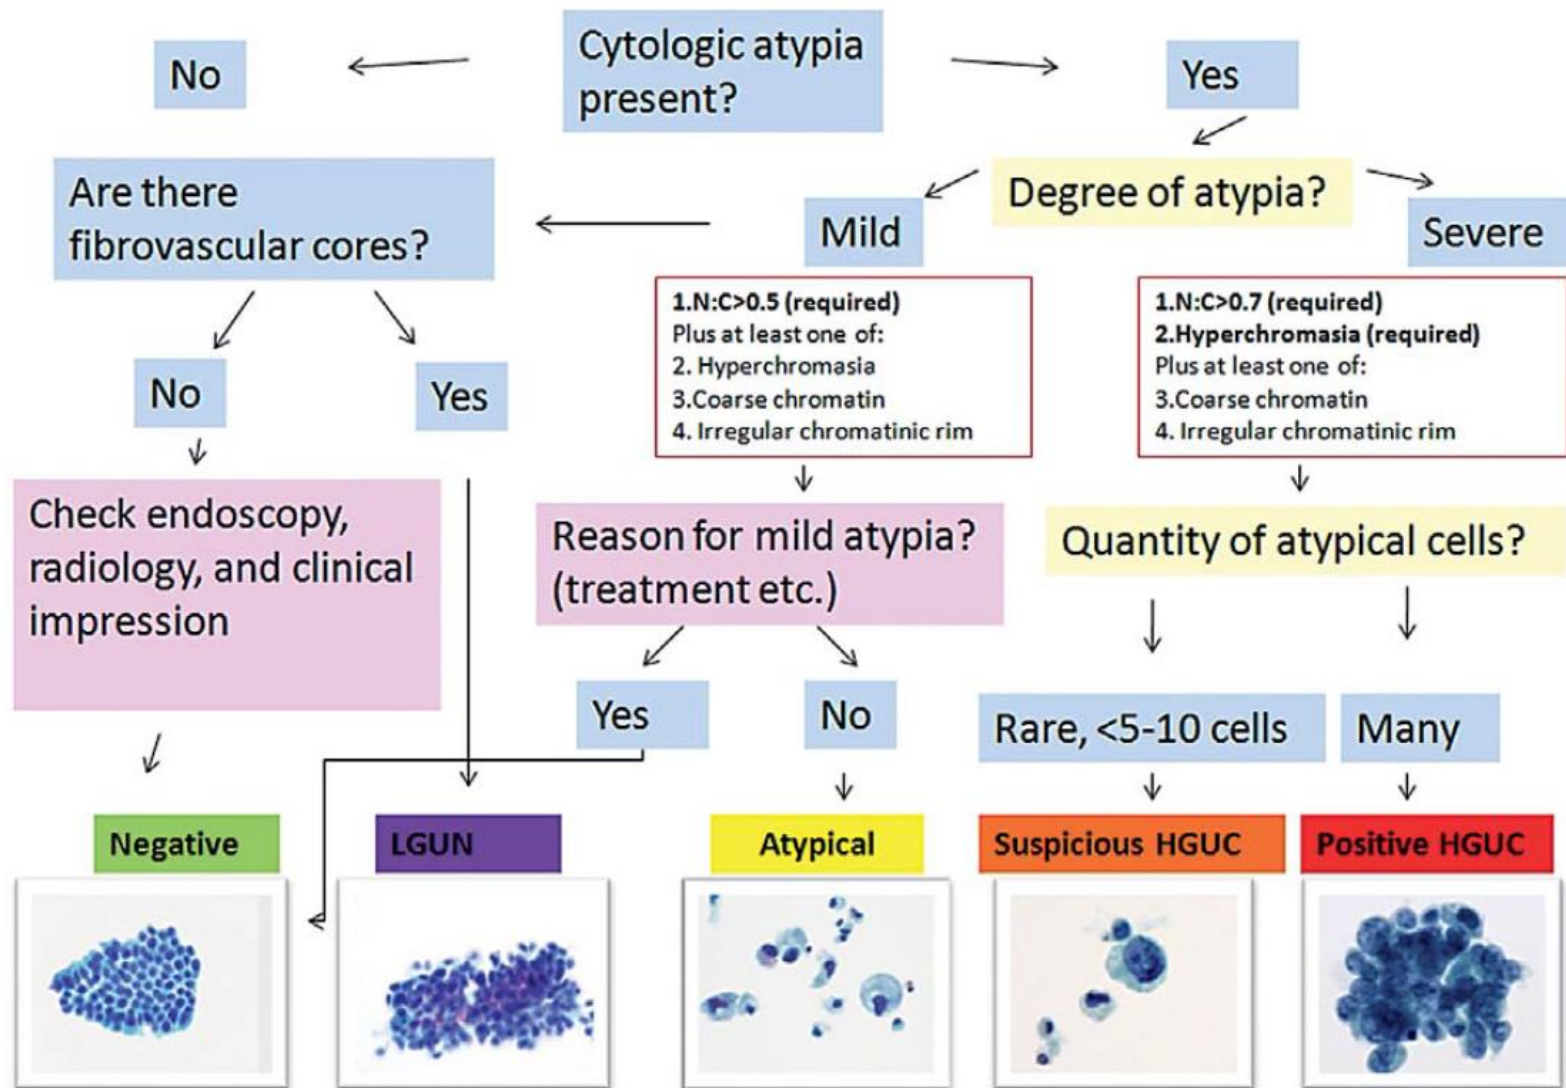 Cytologic atypia
present?
No
Yes
Are there
fibrovascular cores?
Degree of atypia?
Mild
Severe
1.N:C>0.5 (required)
Plus at least one of:
2. Hyperchromasia
3.Coarse chromatin
4. Irregular chromatinic rim
1.N:C>0.7 (required)
2.Hyperchromasia (required)
Plus at least one of:
3.Coarse chromatin
4. Irregular chromatinic rim
No
Yes
Check endoscopy,
radiology, and clinical
impression
Reason for mild atypia?
(treatment etc.)
Quantity of atypical cells?
Yes
No
Rare, <5-10 cells
Many
Negative
LGUN
Atypical
Suspicious HGUC
Positive HGUC